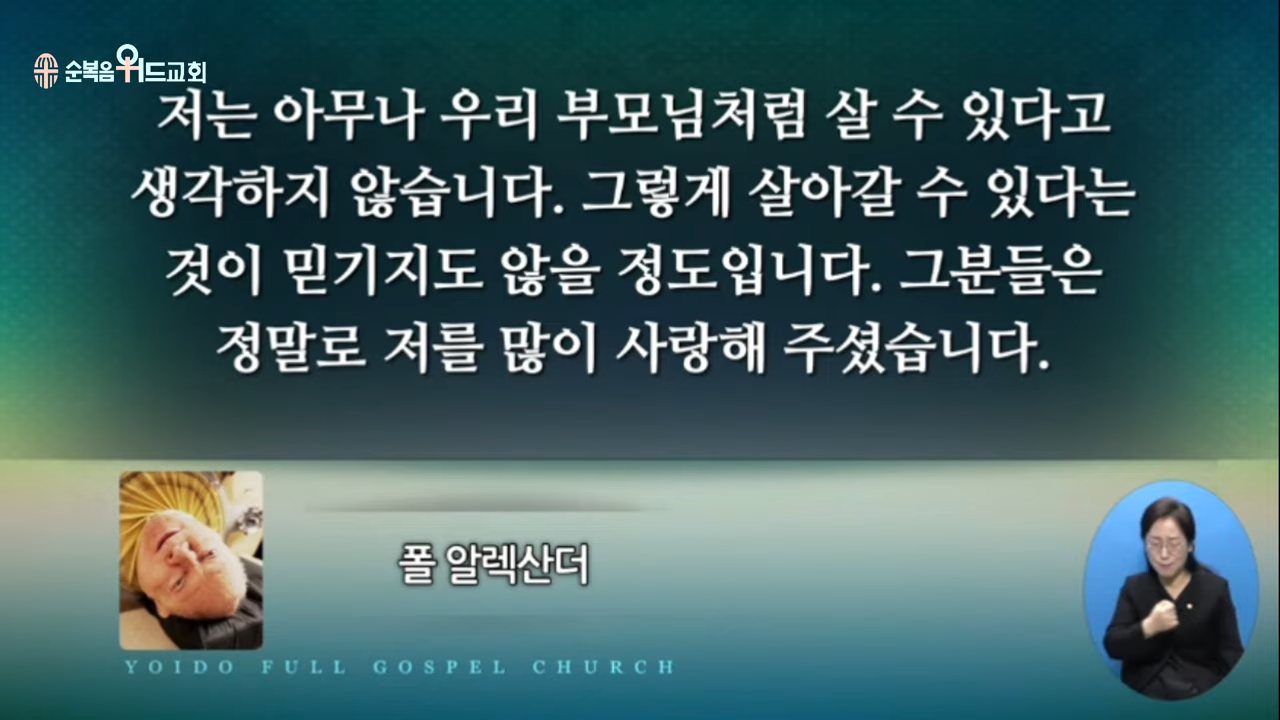 순복음위드교회
저는 아무나 우리 부모님처럼 살 수 있다고
생각하지 않습니다. 그렇게 살아갈 수 있다는
것이 믿기지도 않을 정도입니다. 그분들은
정말로 저를 많이 사랑해 주셨습니다.
폴 알렉산더
YOIDO FULL GOSPEL CHURCH